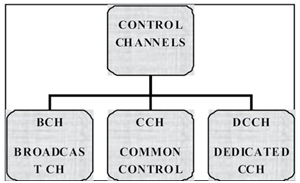 CONTROL
CHANNELS
BCH
BROADCAS
T CH
CCH
COMMON
CONTROL
DCCH
DEDICATED
CCH